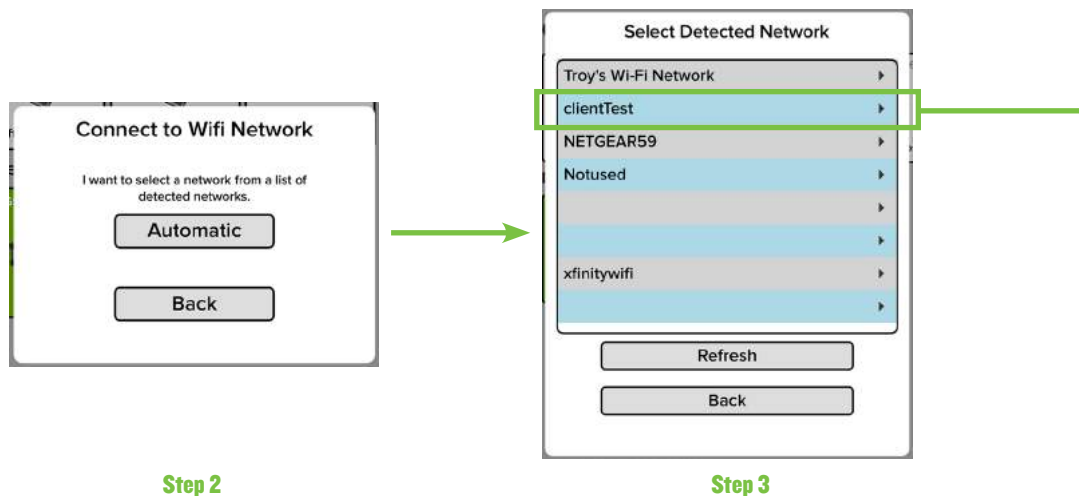 Connect to Wifi Network
I want to select a network from a list of
detected networks.
Automatic
Back
Step 2
Select Detected Network
Troy's Wi-Fi Network
clientTest
NETGEAR59
Notused
xfinitywifi
Refresh
Back
Step 3